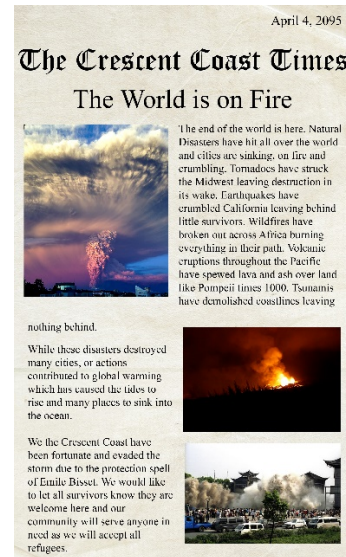 April 4, 2095
The Crescent Coast Times
The World is on Fire
The end of the world is here. Natural
Disasters have hit all over the world
and cities are sinking, on fire and
crumbling. Tornadoes have struck
the Midwest leaving destruction in
its wake. Earthquakes have
crumbled California leaving behind
little survivors. Wildfires have
broken out across Africa burning
everything in their path. Volcanic
eruptions throughout the Pacific
have spewed lava and ash over land
like Pompeii times 1000. Tsunamis
have demolished coastlines leaving
nothing behind.
While these disasters destroyed
many cities, or actions
contributed to global warming
which has caused the tides to
rise and many places to sink into
the ocean.
We the Crescent Coast have
been fortunate and evaded the
storm due to the protection spell
of Emile Bisset. We would like
to let all survivors know they are
welcome here and our
community will serve anyone in
need as we will accept all
refugees.